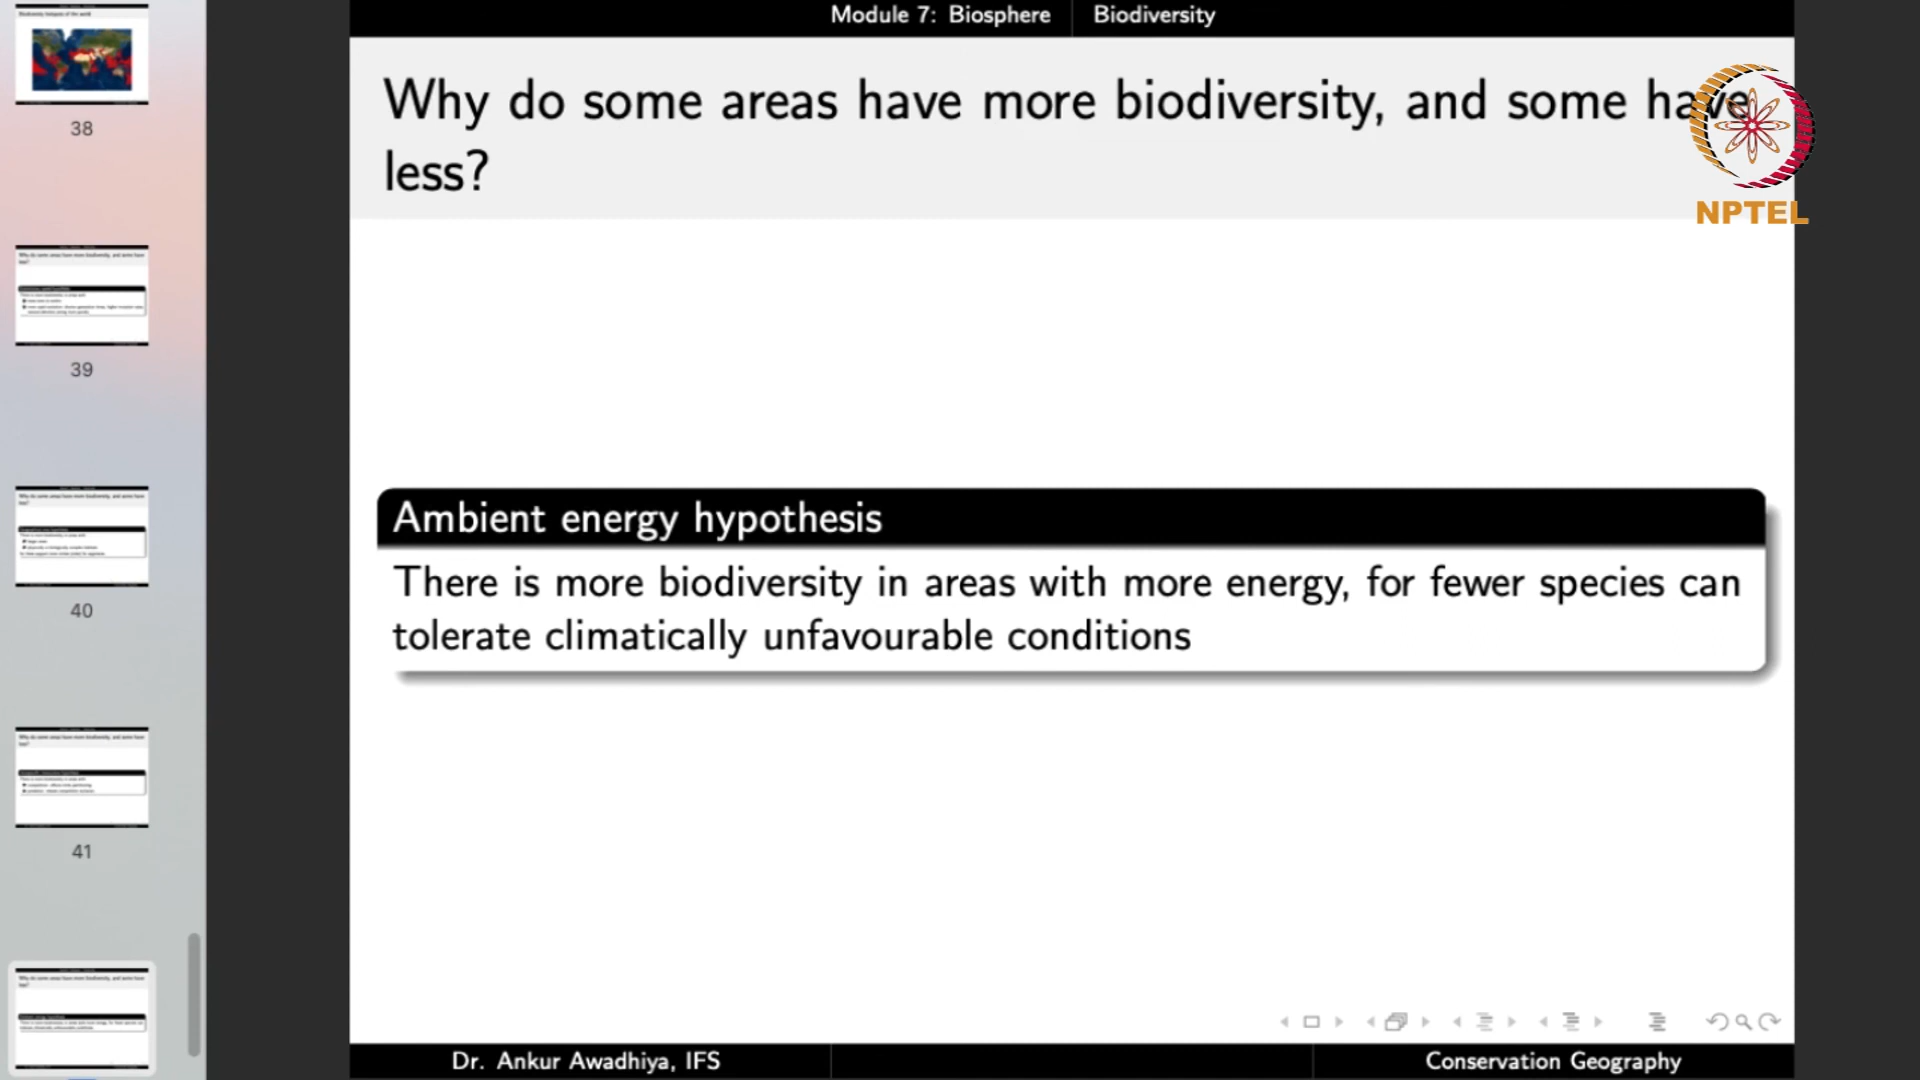 Module 7: Biosphere
Biodiversity
Why do some areas have more biodiversity, and some have
less?
NPTEL
Ambient energy hypothesis
There is more biodiversity in areas with more energy, for fewer species can
tolerate climatically unfavourable conditions
Dr. Ankur Awadhiya, IFS
Conservation Geography
38
39
40
41